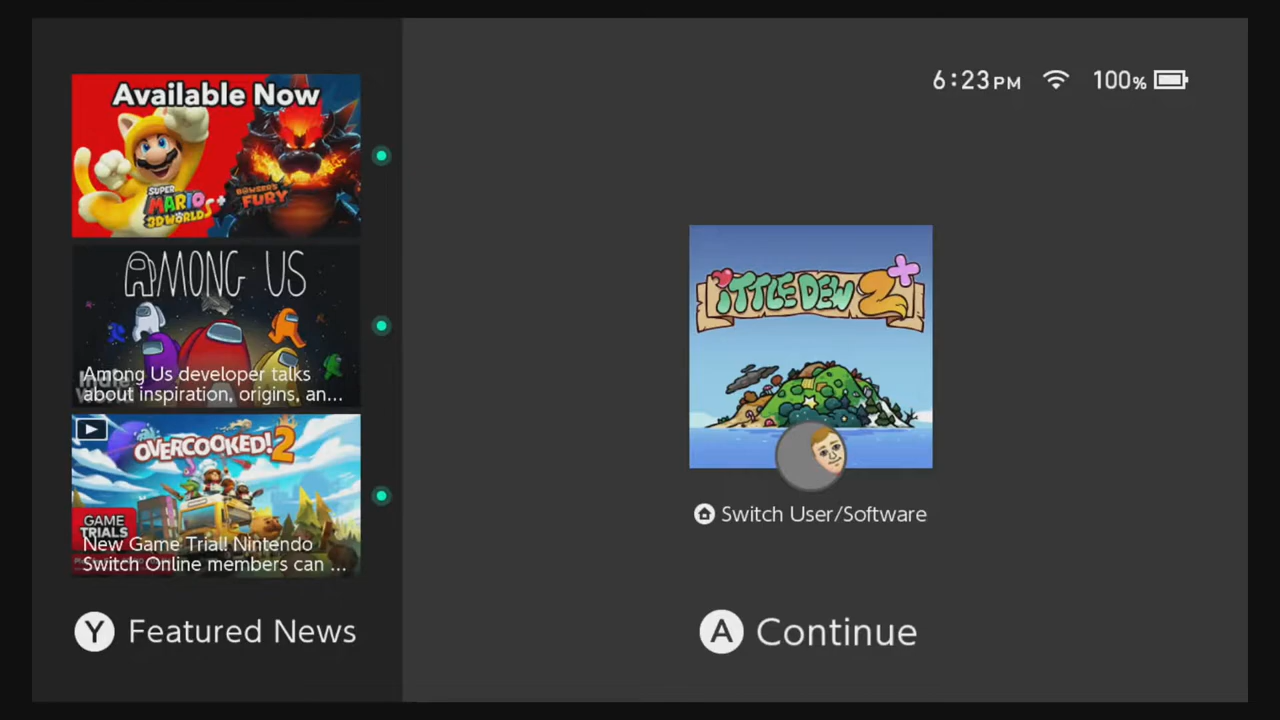 Available Now
SUPER
MARIO
3D WORLD
+
BOWSER'S
FURY
AMONG US
Among Us developer talks
about inspiration, origins, an...
OVERCOOKED! 2
GAME
TRIALS
New Game Trial! Nintendo
Switch Online members can ...
Y Featured News
6:23PM
100%
ITTLE DEW 2+
Switch User/Software
A Continue